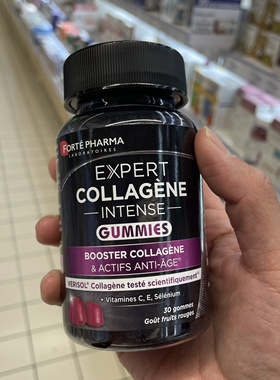 FORTÉ PHARMA
LABORATOIRES
EXPERT
COLLAGÈNE
INTENSE
GUMMIES
BOOSTER COLLAGÈNE
& ACTIFS ANTI-ÂGE
VERISOL® Collagène testé scientifiquement
+ Vitamines C, E, Sélénium
30 gommes
Goût fruits rouges